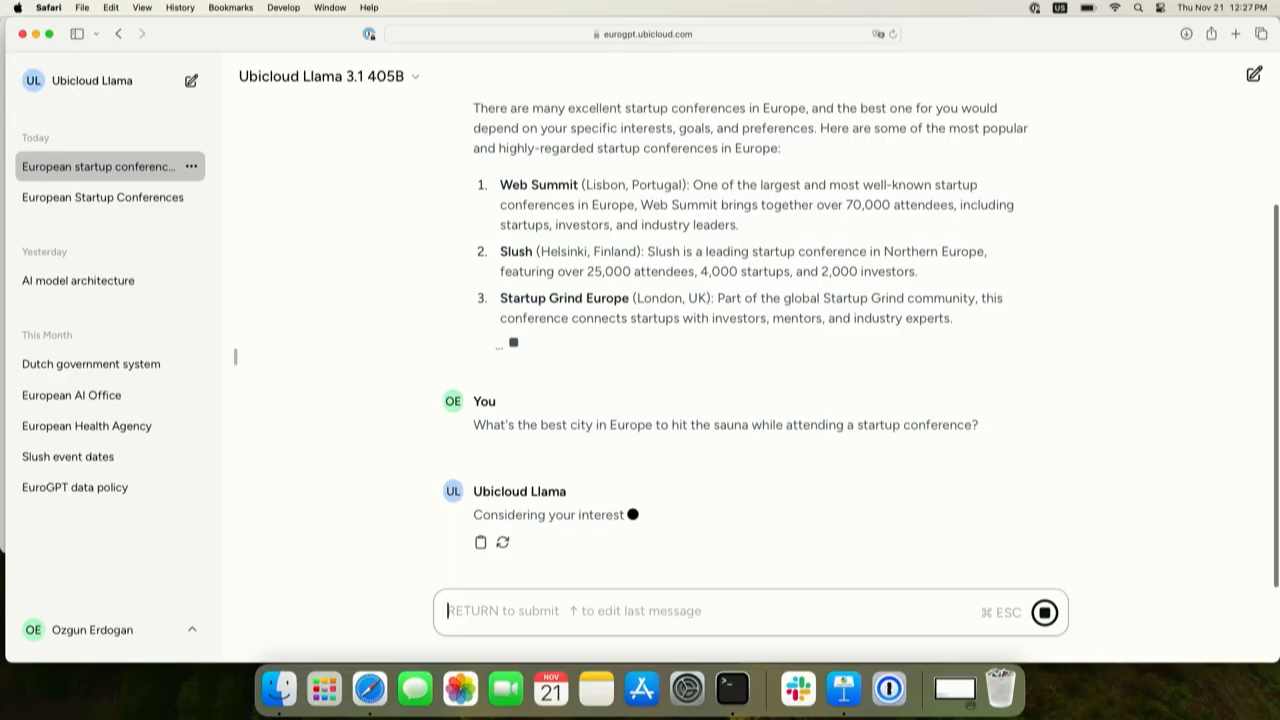 Safari File Edit View History Bookmarks Develop Window Help
US
Thu Nov 21 12:27 PM
eurogpt.ubicloud.com
UL Ubicloud Llama
Today
European startup conferenc...
European Startup Conferences
Yesterday
AI model architecture
This Month
Dutch government system
European AI Office
European Health Agency
Slush event dates
EuroGPT data policy
OE Ozgun Erdogan
Ubicloud Llama 3.1 405B
There are many excellent startup conferences in Europe, and the best one for you would
depend on your specific interests, goals, and preferences. Here are some of the most popular
and highly-regarded startup conferences in Europe:
1. Web Summit (Lisbon, Portugal): One of the largest and most well-known startup
conferences in Europe, Web Summit brings together over 70,000 attendees, including
startups, investors, and industry leaders.
2. Slush (Helsinki, Finland): Slush is a leading startup conference in Northern Europe,
featuring over 25,000 attendees, 4,000 startups, and 2,000 investors.
3. Startup Grind Europe (London, UK): Part of the global Startup Grind community, this
conference connects startups with investors, mentors, and industry experts.
...
OE You
What's the best city in Europe to hit the sauna while attending a startup conference?
UL Ubicloud Llama
Considering your interest
RETURN to submit ↑ to edit last message
⌘ ESC
NOV
21